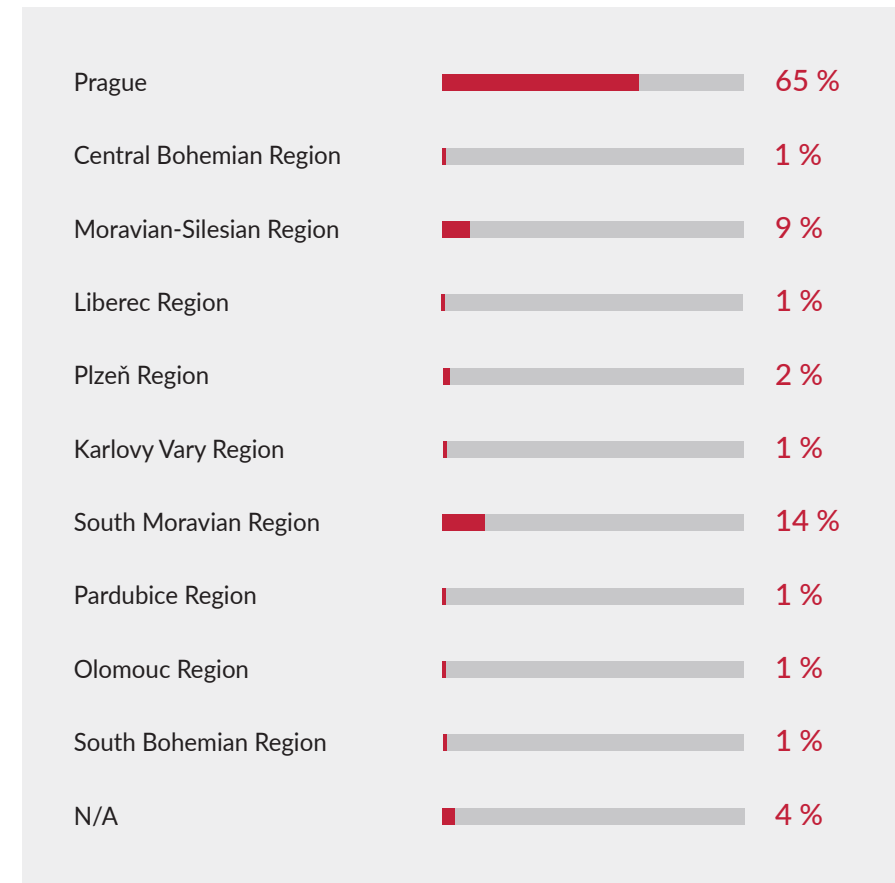 Prague 65 %
Central Bohemian Region 1 %
Moravian-Silesian Region 9 %
Liberec Region 1 %
Plzeň Region 2 %
Karlovy Vary Region 1 %
South Moravian Region 14 %
Pardubice Region 1 %
Olomouc Region 1 %
South Bohemian Region 1 %
N/A 4 %